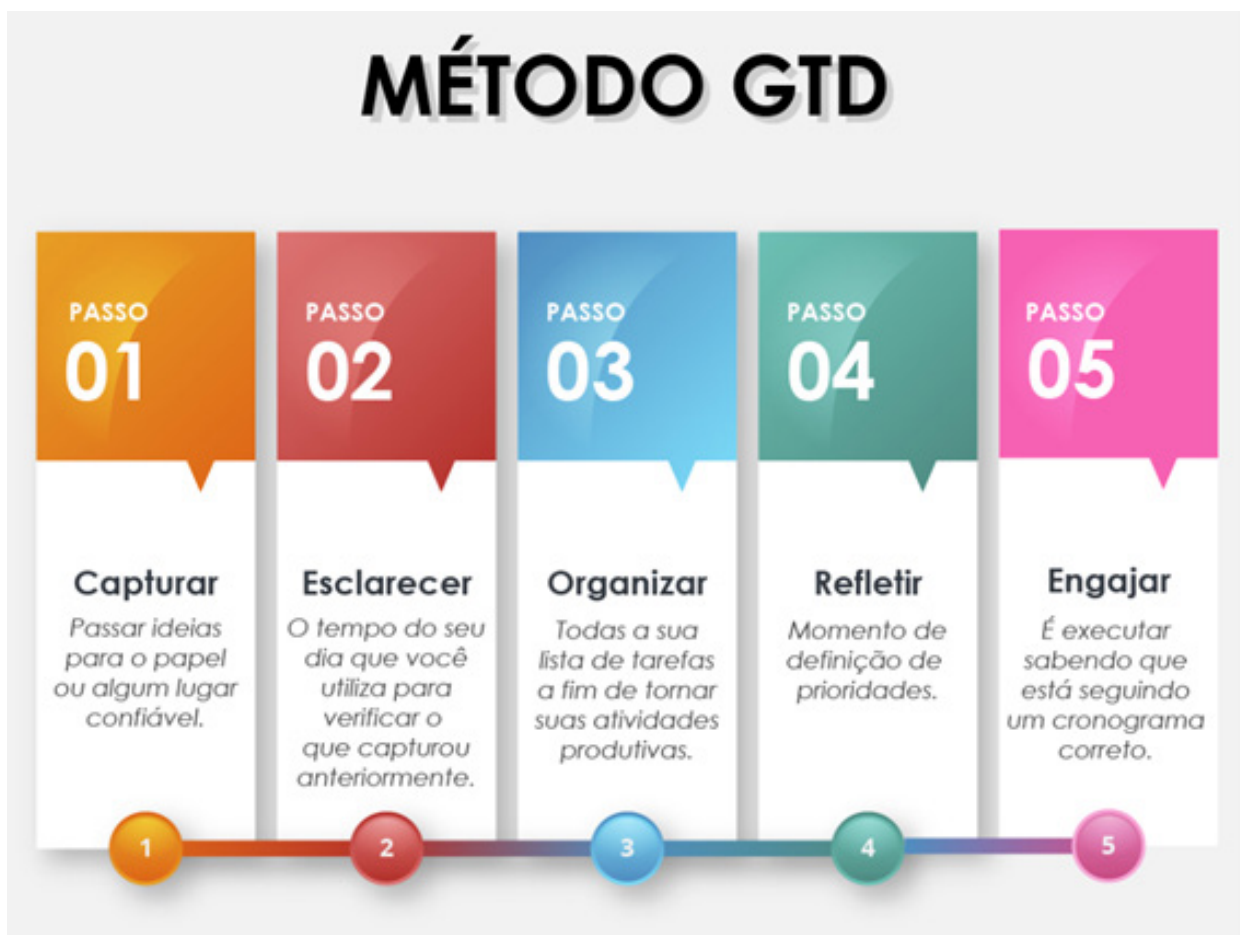 MÉTODO GTD
PASSO
01
Capturar
Passar ideias
para o papel
ou algum lugar
confiável.
1
PASSO
02
Esclarecer
O tempo do seu
dia que você
utiliza para
verificar o
que capturou
anteriormente.
2
PASSO
03
Organizar
Todas a sua
lista de tarefas
a fim de tornar
suas atividades
produtivas.
3
PASSO
04
Refletir
Momento de
definição de
prioridades.
4
PASSO
05
Engajar
É executar
sabendo que
está seguindo
um cronograma
correto.
5